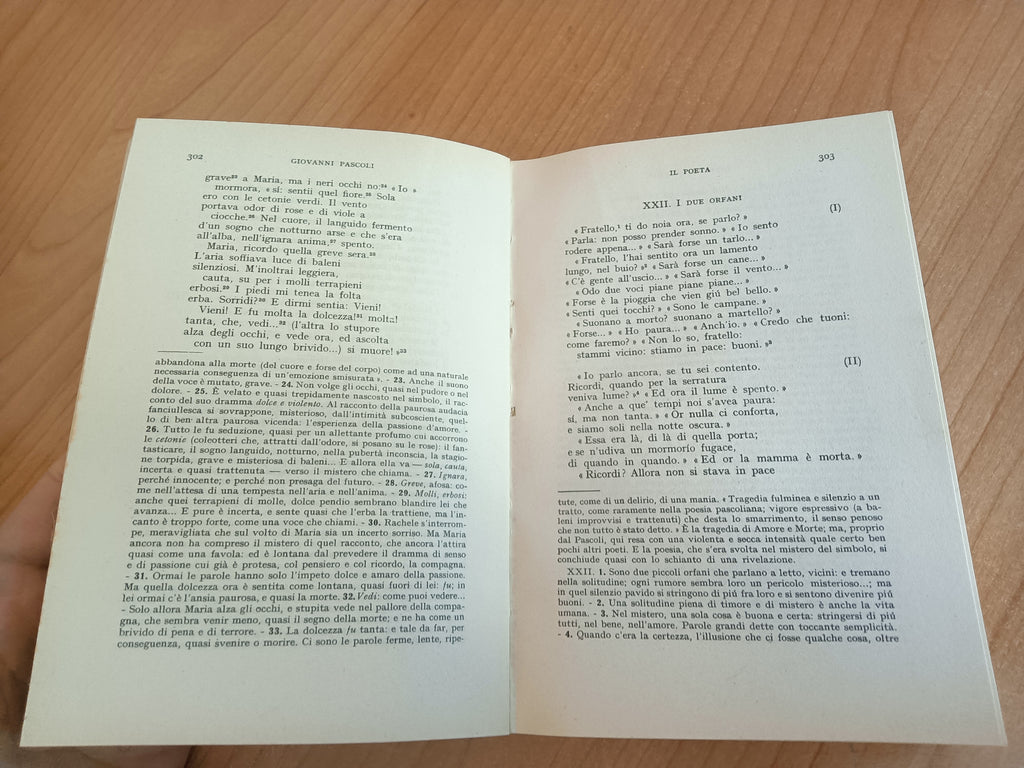 302
GIOVANNI PASCOLI
grave²³ a Maria, ma i neri occhi no:²⁴ « Io »
mormora, « sí: sentii quel fiore.²⁵ Sola
ero con le cetonie verdi. Il vento
portava odor di rose e di viole a
ciocche.²⁶ Nel cuore, il languido fermento
d'un sogno che notturno arse e che s'era
all'alba, nell'ignara anima,²⁷ spento.
Maria, ricordo quella greve sera.²⁸
L'aria soffiava luce di baleni
silenziosi. M'inoltrai leggiera,
cauta, su per i molli terrapieni
erbosi.²⁹ I piedi mi tenea la folta
erba. Sorridi?³⁰ E dirmi sentia: Vieni!
Vieni! E fu molta la dolcezza!³¹ molta!
tanta, che, vedi...³² (l'altra lo stupore
alza degli occhi, e vede ora, ed ascolta
con un suo lungo brivido...) si muore! »³³
abbandona alla morte (del cuore e forse del corpo) come ad una naturale
necessaria conseguenza di un'emozione smisurata ». - 23. Anche il suono
della voce è mutato, grave. - 24. Non volge gli occhi, quasi nel pudore o nel
dolore. - 25. È velato e quasi trepidamente nascosto nel simbolo, il rac-
conto del suo dramma dolce e violento. Al racconto della paurosa audacia
fanciullesca si sovrappone, misterioso, dall'intimità subcosciente, quel-
lo di ben altra paurosa vicenda: l'esperienza della passione d'amore. -
26. Tutto le fu seduzione, quasi per un allettante profumo cui accorrono
le cetonie (coleotteri che, attratti dall'odore, si posano su le rose): il fan-
tasticare, il sogno languido, notturno, nella pubertà inconscia, la stagio-
ne torpida, grave e misteriosa di baleni... E allora ella va — sola, cauta,
incerta e quasi trattenuta — verso il mistero che chiama. - 27. Ignara,
perché innocente; e perché non presaga del futuro. - 28. Greve, afosa: co-
me nell'attesa di una tempesta nell'aria e nell'anima. - 29. Molli, erbosi:
anche quei terrapieni di molle, dolce pendio sembrano blandire lei che
avanza... E pure è incerta, e sente quasi che l'erba la trattiene, ma l'in-
canto è troppo forte, come una voce che chiami. - 30. Rachele s'interrom-
pe, meravigliata che sul volto di Maria sia un incerto sorriso. Ma Maria
ancora non ha compreso il mistero di quel racconto, che ancora l'attira
quasi come una favola: ed è lontana dal prevedere il dramma di senso
e di passione cui già è protesa, col pensiero e col ricordo, la compagna.
- 31. Ormai le parole hanno solo l'impeto dolce e amaro della passione.
Ma quella dolcezza ora è sentita come lontana, quasi fuori di lei: fu; in
lei ormai c'è l'ansia paurosa, e quasi la morte. 32. Vedi: come puoi vedere...
- Solo allora Maria alza gli occhi, e stupita vede nel pallore della compa-
gna, che sembra venir meno, quasi il segno della morte; e ne ha come un
brivido di pena e di terrore. - 33. La dolcezza fu tanta: e tale da far, per
conseguenza, quasi svenire o morire. Ci sono le parole ferme, lente, ripe-
IL POETA
303
XXII. I DUE ORFANI
(I)
« Fratello,¹ ti do noia ora, se parlo? »
« Parla: non posso prender sonno. » « Io sento
rodere appena... » « Sarà forse un tarlo... »
« Fratello, l'hai sentito ora un lamento
lungo, nel buio? »² « Sarà forse un cane... »
« C'è gente all'uscio... » « Sarà forse il vento... »
« Odo due voci piane piane piane... »
« Forse è la pioggia che vien giú bel bello. »
« Senti quei tocchi? » « Sono le campane. »
« Suonano a morto? suonano a martello? »
« Forse... » « Ho paura... » « Anch'io. » « Credo che tuoni:
come faremo? » « Non lo so, fratello:
stammi vicino: stiamo in pace: buoni. »³
(II)
« Io parlo ancora, se tu sei contento.
Ricordi, quando per la serratura
veniva lume? »⁴ « Ed ora il lume è spento. »
« Anche a que' tempi noi s'avea paura:
sí, ma non tanta. » « Or nulla ci conforta,
e siamo soli nella notte oscura. »
« Essa era là, di là di quella porta;
e se n'udiva un mormorío fugace,
di quando in quando. » « Ed or la mamma è morta. »
« Ricordi? Allora non si stava in pace
tute, come di un delirio, di una mania. « Tragedia fulminea e silenzio a un
tratto, come raramente nella poesia pascoliana; vigore espressivo (a ba-
leni improvvisi e trattenuti) che desta lo smarrimento, il senso penoso
che non tutto è stato detto. » È la tragedia di Amore e Morte; ma, proprio
dal Pascoli, qui resa con una violenta e secca intensità quale certo ben
pochi altri poeti. E la poesia, che s'era svolta nel mistero del simbolo, si
conchiude quasi con lo schianto di una rivelazione.
XXII. 1. Sono due piccoli orfani che parlano a letto, vicini: e tremano
nella solitudine; ogni rumore sembra loro un pericolo misterioso...; ma
in quel silenzio pavido si stringono di piú fra loro e si sentono divenire piú
buoni. - 2. Una solitudine piena di timore e di mistero è anche la vita
umana. - 3. Nel mistero, una sola cosa è buona e certa: stringersi di piú
tutti, nel bene, nell'amore. Parole grandi dette con toccante semplicità.
- 4. Quando c'era la certezza, l'illusione che ci fosse qualche cosa, oltre